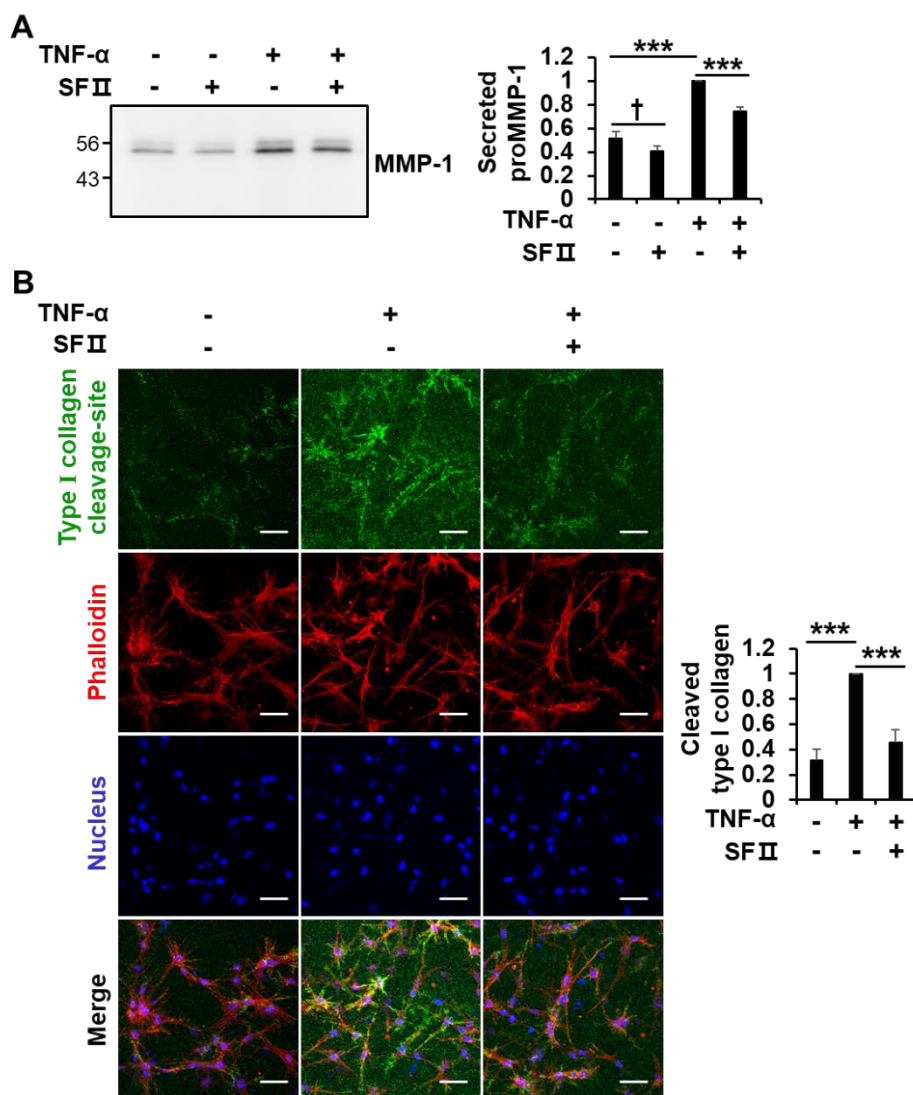 A
TNF-α - - + +
SFⅡ - + - +
56
43
MMP-1
Secreted
proMMP-1
1.2
1
0.8
0.6
0.4
0.2
0
***
***
†
TNF-α - - + +
SFⅡ - + - +
B
TNF-α - + +
SFⅡ - - +
Type Ⅰ collagen
cleavage-site
Phalloidin
Nucleus
Merge
Cleaved
type Ⅰ collagen
1.2
1
0.8
0.6
0.4
0.2
0
***
***
TNF-α - + +
SFⅡ - - +